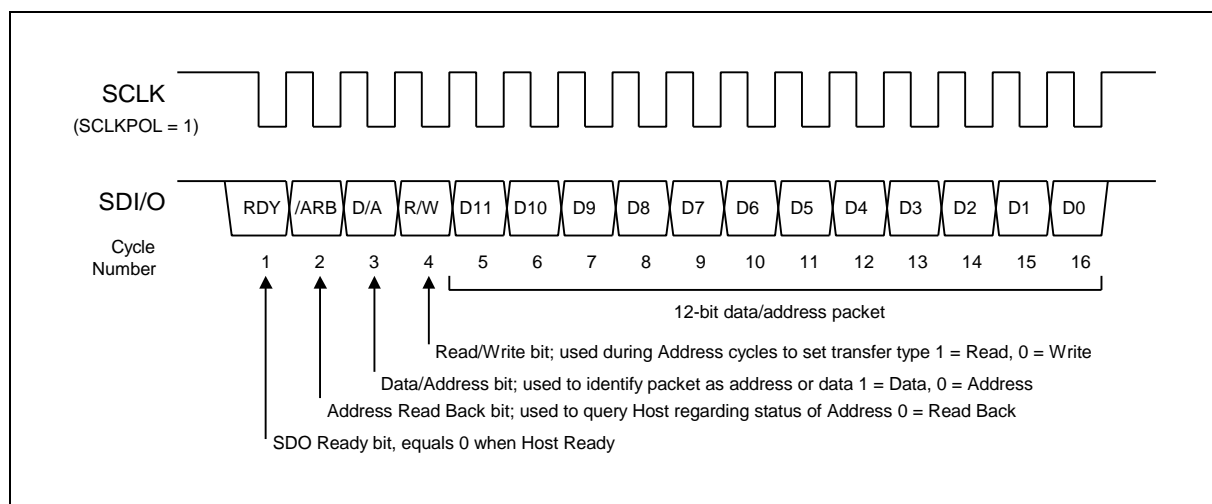 SCLK
(SCLKPOL = 1)
SDI/O
RDY /ARB D/A R/W D11 D10 D9 D8 D7 D6 D5 D4 D3 D2 D1 D0
Cycle
Number
1 2 3 4 5 6 7 8 9 10 11 12 13 14 15 16
12-bit data/address packet
Read/Write bit; used during Address cycles to set transfer type 1 = Read, 0 = Write
Data/Address bit; used to identify packet as address or data 1 = Data, 0 = Address
Address Read Back bit; used to query Host regarding status of Address 0 = Read Back
SDO Ready bit, equals 0 when Host Ready